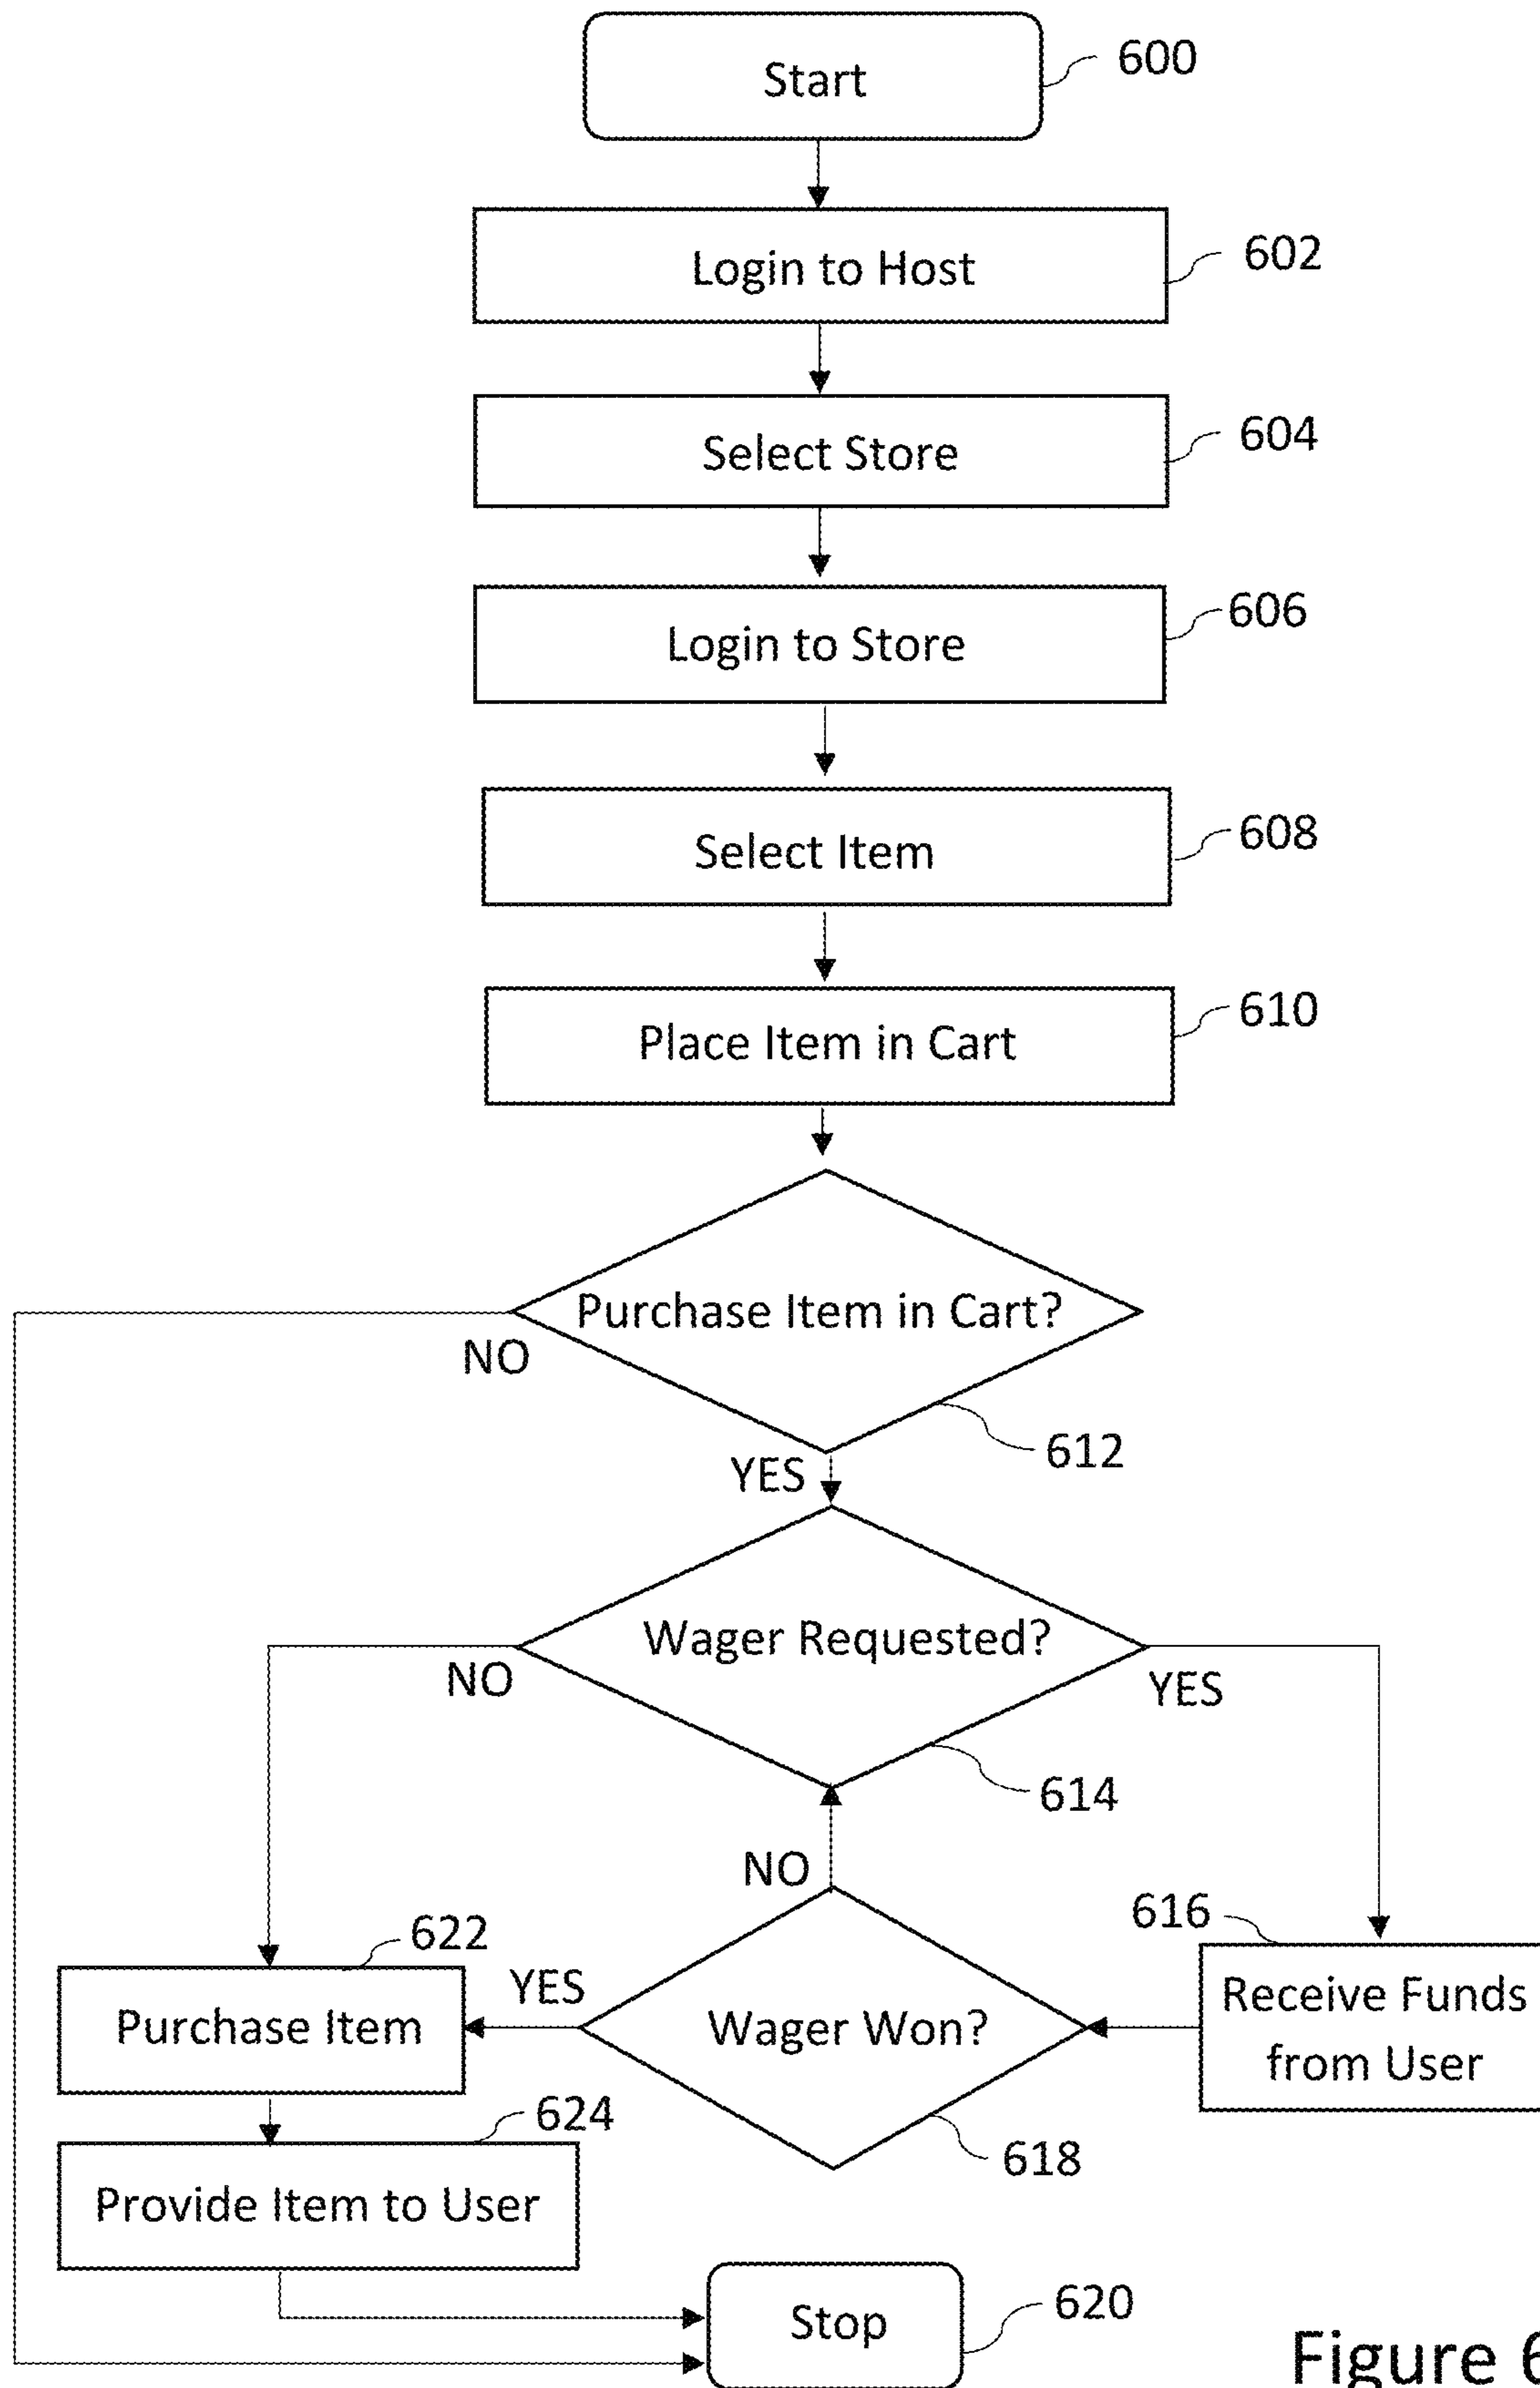 Start
600
Login to Host
602
Select Store
604
Login to Store
606
Select Item
608
Place Item in Cart
610
Purchase Item in Cart?
NO
612
YES
Wager Requested?
NO
YES
614
NO
616
622
YES
Receive Funds
from User
Purchase Item
Wager Won?
624
618
Provide Item to User
Stop
620
Figure 6